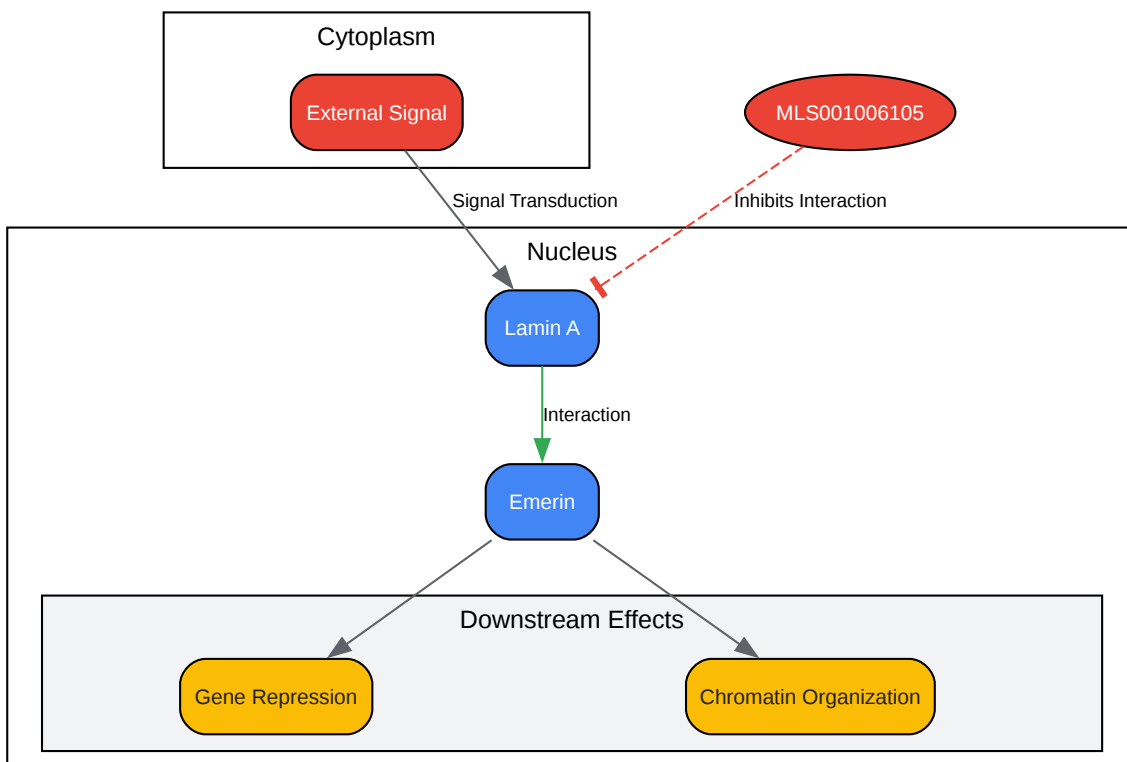 Cytoplasm
External Signal
MLS001006105
Signal Transduction
Inhibits Interaction
Nucleus
Lamin A
Interaction
Emerin
Downstream Effects
Gene Repression
Chromatin Organization